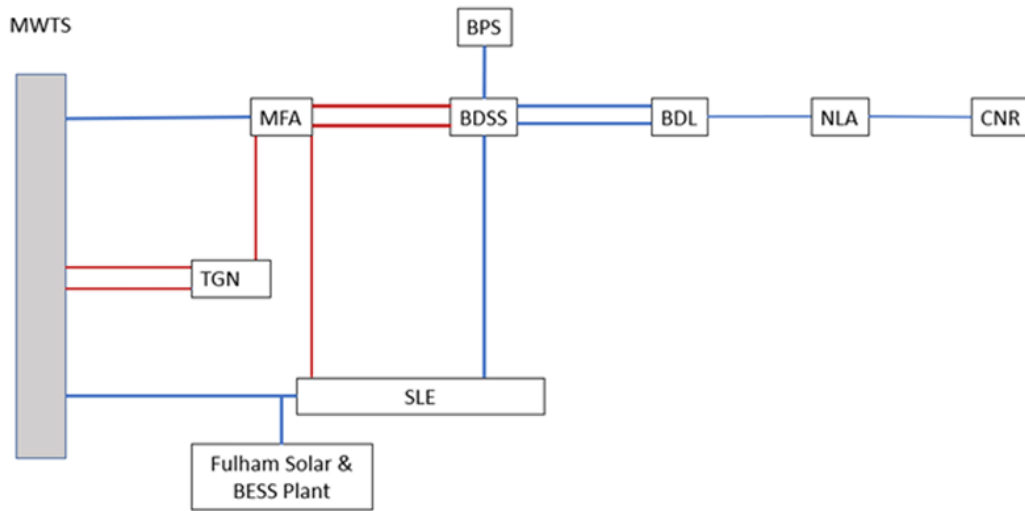 MWTS
BPS
MFA
BDSS
BDL
NLA
CNR
TGN
SLE
Fulham Solar &
BESS Plant